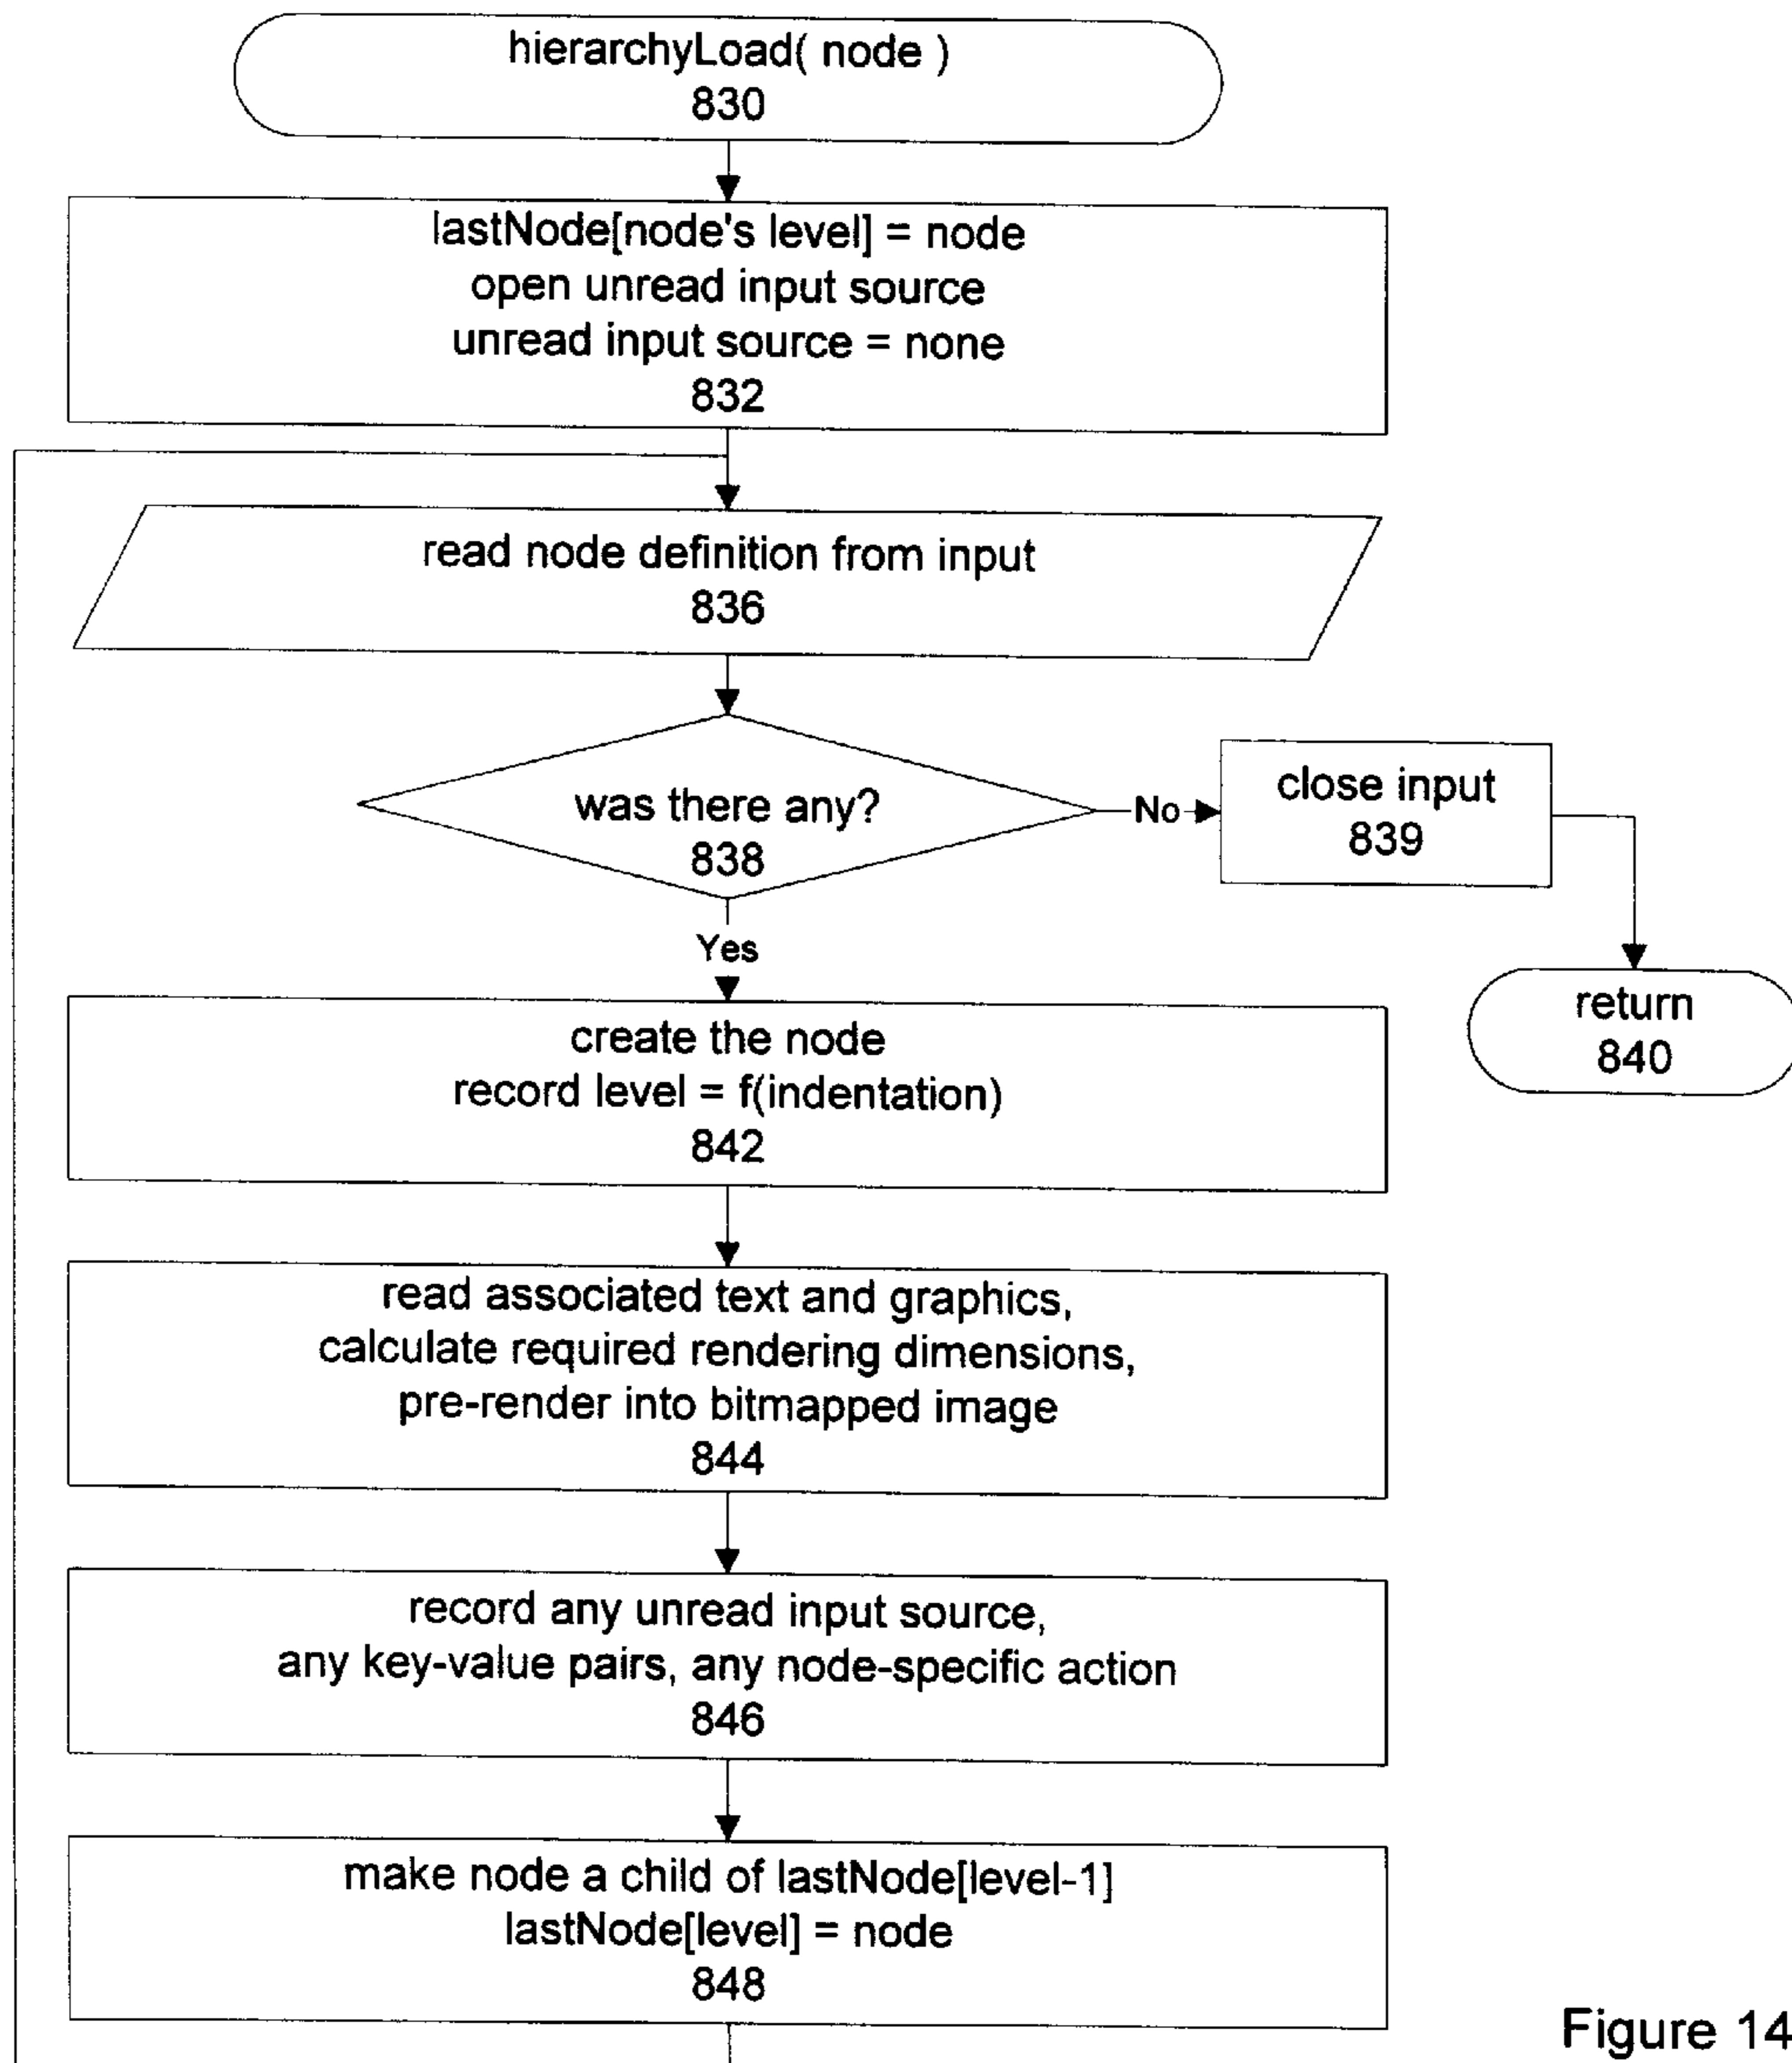 hierarchyLoad( node )
830
lastNode[node's level] = node
open unread input source
unread input source = none
832
read node definition from input
836
was there any?
838
No
close input
839
return
840
Yes
create the node
record level = f(indentation)
842
read associated text and graphics,
calculate required rendering dimensions,
pre-render into bitmapped image
844
record any unread input source,
any key-value pairs, any node-specific action
846
make node a child of lastNode[level-1]
lastNode[level] = node
848
Figure 14